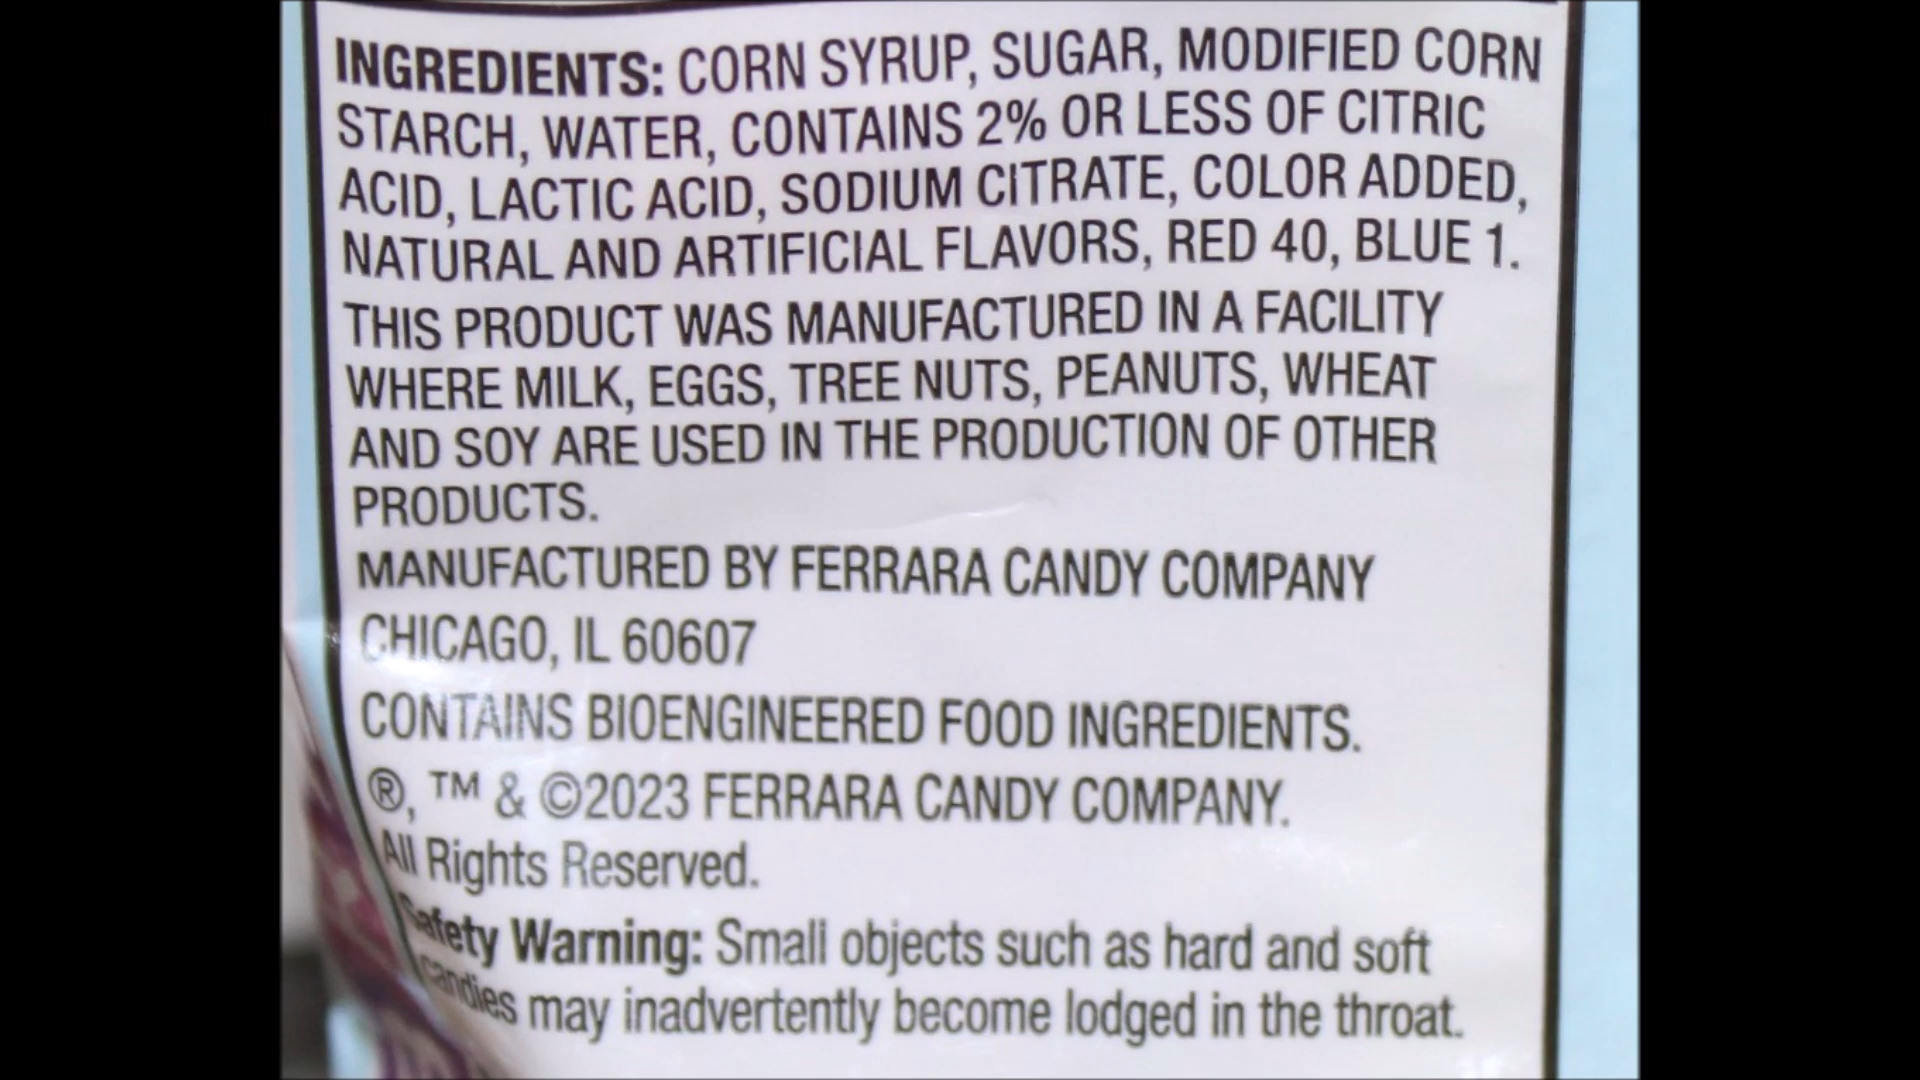 INGREDIENTS: CORN SYRUP, SUGAR, MODIFIED CORN
STARCH, WATER, CONTAINS 2% OR LESS OF CITRIC
ACID, LACTIC ACID, SODIUM CITRATE, COLOR ADDED,
NATURAL AND ARTIFICIAL FLAVORS, RED 40, BLUE 1.
THIS PRODUCT WAS MANUFACTURED IN A FACILITY
WHERE MILK, EGGS, TREE NUTS, PEANUTS, WHEAT
AND SOY ARE USED IN THE PRODUCTION OF OTHER
PRODUCTS.
MANUFACTURED BY FERRARA CANDY COMPANY
CHICAGO, IL 60607
CONTAINS BIOENGINEERED FOOD INGREDIENTS.
®, ™ & ©2023 FERRARA CANDY COMPANY.
All Rights Reserved.
Safety Warning: Small objects such as hard and soft
candies may inadvertently become lodged in the throat.